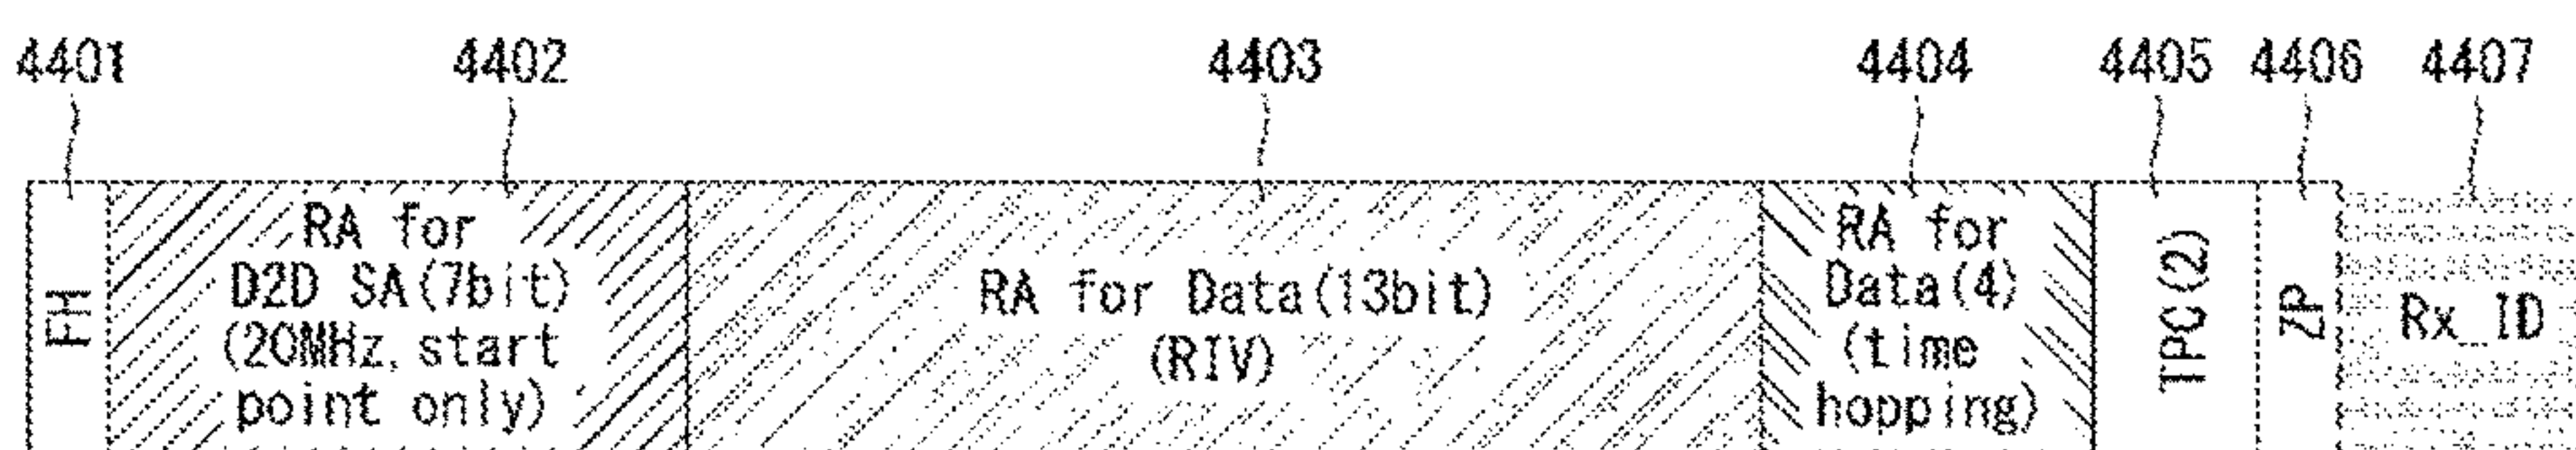 4401 4402 4403 4404 4405 4406 4407
FH
RA for
D2D SA(7bit)
(20MHz, start
point only)
RA for Data(13bit)
(RIV)
RA for
Data(4)
(time
hopping)
TPC(2)
ZP
Rx_ID